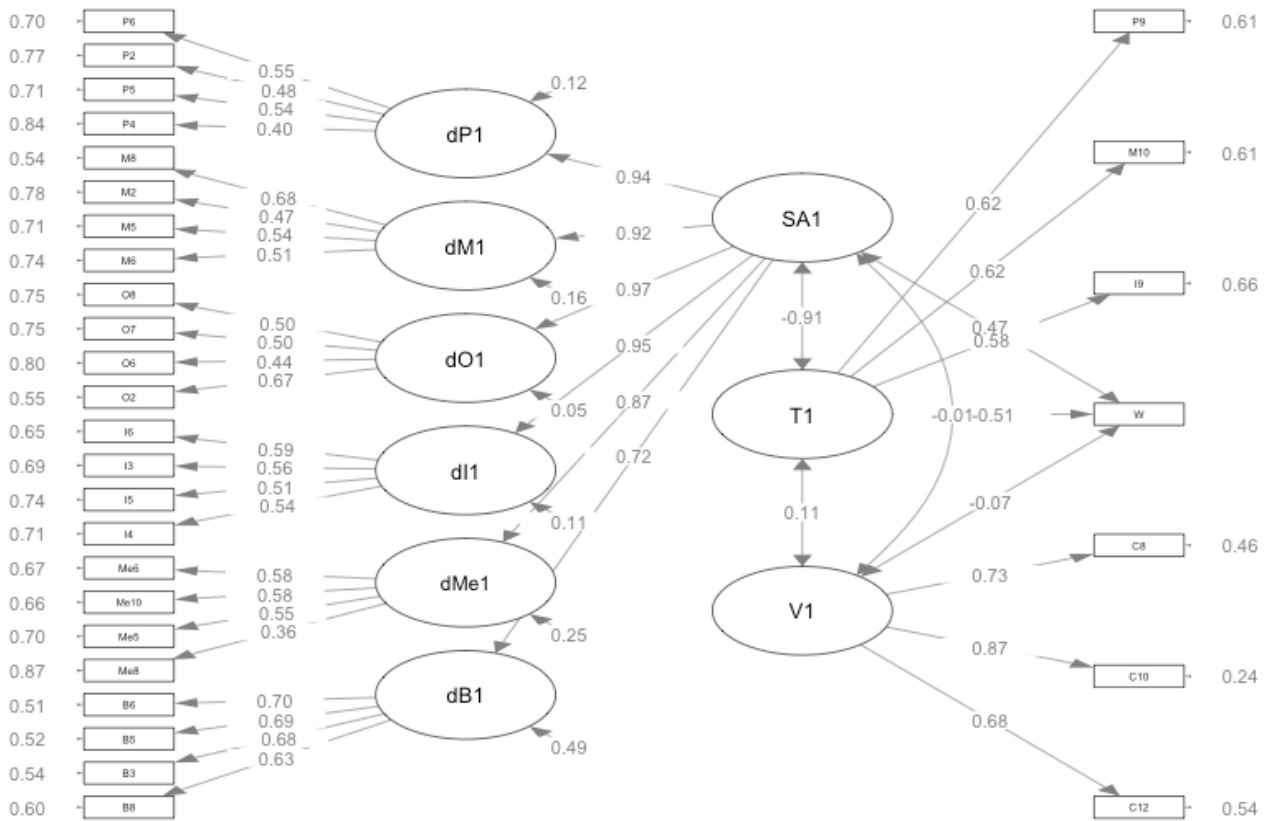 0.70 P6
0.77 P2
0.71 P5
0.84 P4
0.54 M8
0.78 M2
0.71 M5
0.74 M6
0.75 O8
0.75 O7
0.80 O6
0.55 O2
0.65 I6
0.69 I3
0.74 I5
0.71 I4
0.67 Me6
0.66 Me10
0.70 Me5
0.87 Me8
0.51 B6
0.52 B5
0.54 B3
0.60 B8
0.55
0.48
0.54
0.40
0.68
0.47
0.54
0.51
0.50
0.50
0.44
0.67
0.59
0.56
0.51
0.54
0.58
0.58
0.55
0.36
0.70
0.69
0.68
0.63
dP1
0.12
dM1
0.16
dO1
0.05
dI1
0.11
dMe1
0.25
dB1
0.49
0.94
0.92
0.97
0.95
0.87
0.72
SA1
-0.91
T1
0.11
V1
0.62
0.62
0.47
0.58
-0.01
-0.51
-0.07
0.73
0.87
0.68
P9 0.61
M10 0.61
I9 0.66
W
C8 0.46
C10 0.24
C12 0.54